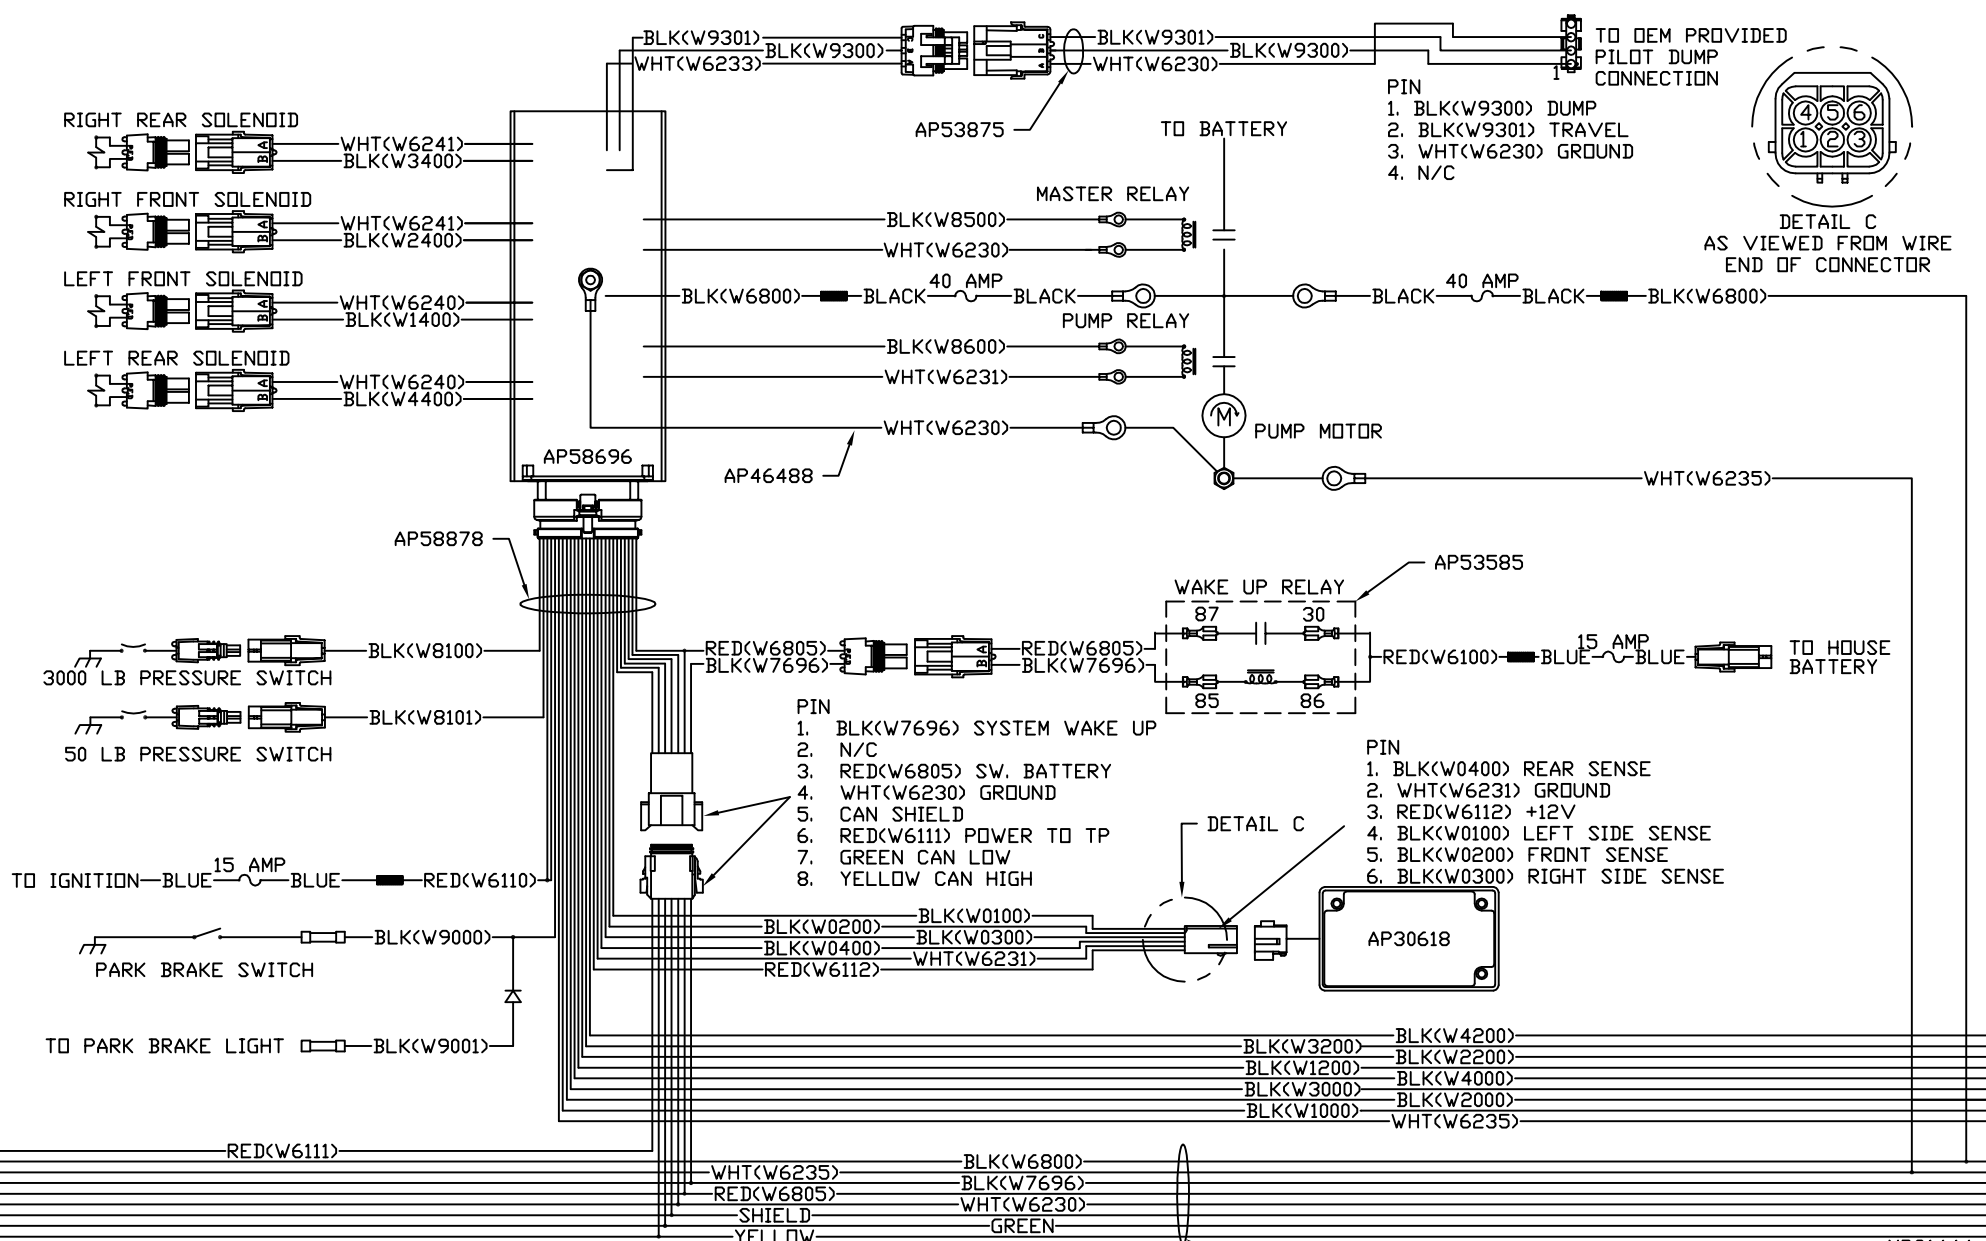 BLK(W9301)
BLK(W9300)
WHT(W6233)
C
B
A
BLK(W9301)
BLK(W9300)
WHT(W6230)
1
TO OEM PROVIDED
PILOT DUMP
CONNECTION
AP53875
PIN
1. BLK(W9300) DUMP
2. BLK(W9301) TRAVEL
3. WHT(W6230) GROUND
4. N/C
4 5 6
1 2 3
DETAIL C
AS VIEWED FROM WIRE
END OF CONNECTOR
RIGHT REAR SOLENOID
A
B
WHT(W6241)
BLK(W3400)
RIGHT FRONT SOLENOID
A
B
WHT(W6241)
BLK(W2400)
LEFT FRONT SOLENOID
A
B
WHT(W6240)
BLK(W1400)
LEFT REAR SOLENOID
A
B
WHT(W6240)
BLK(W4400)
TO BATTERY
MASTER RELAY
BLK(W8500)
WHT(W6230)
BLK(W6800) BLACK 40 AMP BLACK
BLACK 40 AMP BLACK BLK(W6800)
PUMP RELAY
BLK(W8600)
WHT(W6231)
M
PUMP MOTOR
WHT(W6230)
AP46488
WHT(W6235)
AP58696
AP58878
AP53585
WAKE UP RELAY
87 30
85 86
BLK(W8100)
3000 LB PRESSURE SWITCH
BLK(W8101)
50 LB PRESSURE SWITCH
RED(W6805)
BLK(W7696)
A
B
RED(W6805)
BLK(W7696)
RED(W6100) BLUE 15 AMP BLUE
TO HOUSE
BATTERY
PIN
1. BLK(W7696) SYSTEM WAKE UP
2. N/C
3. RED(W6805) SW. BATTERY
4. WHT(W6230) GROUND
5. CAN SHIELD
6. RED(W6111) POWER TO TP
7. GREEN CAN LOW
8. YELLOW CAN HIGH
PIN
1. BLK(W0400) REAR SENSE
2. WHT(W6231) GROUND
3. RED(W6112) +12V
4. BLK(W0100) LEFT SIDE SENSE
5. BLK(W0200) FRONT SENSE
6. BLK(W0300) RIGHT SIDE SENSE
DETAIL C
TO IGNITION BLUE 15 AMP BLUE RED(W6110)
BLK(W9000)
PARK BRAKE SWITCH
TO PARK BRAKE LIGHT BLK(W9001)
BLK(W0100)
BLK(W0200)
BLK(W0300)
BLK(W0400)
WHT(W6231)
RED(W6112)
AP30618
BLK(W4200)
BLK(W3200)
BLK(W2200)
BLK(W1200)
BLK(W4000)
BLK(W3000)
BLK(W2000)
BLK(W1000)
WHT(W6235)
RED(W6111)
BLK(W6800)
WHT(W6235)
BLK(W7696)
RED(W6805)
WHT(W6230)
SHIELD
GREEN
YELLOW